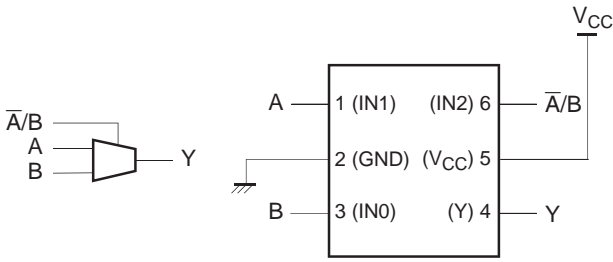 V_CC
A̅/B
A
B
Y
A 1 (IN1) (IN2) 6 A̅/B
2 (GND) (V_CC) 5
B 3 (IN0) (Y) 4 Y